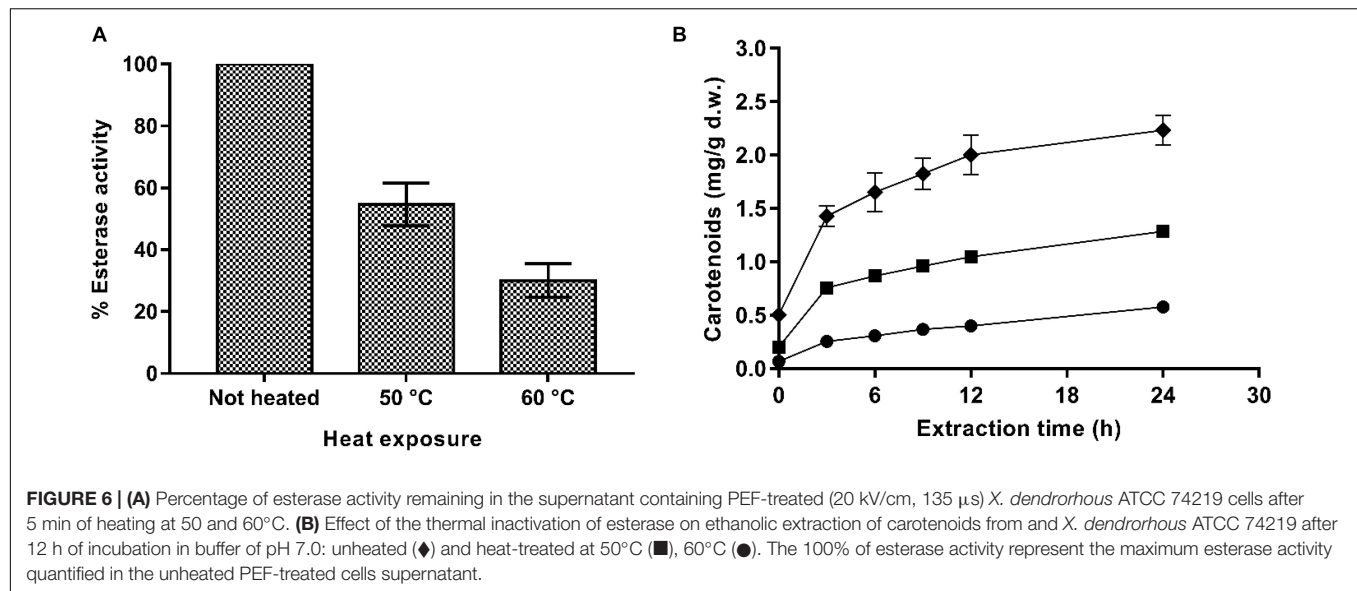 A
% Esterase activity
100
80
60
40
20
0
Not heated 50 °C 60 °C
Heat exposure
B
Carotenoids (mg/g d.w.)
3.0
2.5
2.0
1.5
1.0
0.5
0.0
0 6 12 18 24 30
Extraction time (h)
FIGURE 6 | (A) Percentage of esterase activity remaining in the supernatant containing PEF-treated (20 kV/cm, 135 μs) X. dendrorhous ATCC 74219 cells after
5 min of heating at 50 and 60°C. (B) Effect of the thermal inactivation of esterase on ethanolic extraction of carotenoids from and X. dendrorhous ATCC 74219 after
12 h of incubation in buffer of pH 7.0: unheated (◆) and heat-treated at 50°C (■), 60°C (●). The 100% of esterase activity represent the maximum esterase activity
quantified in the unheated PEF-treated cells supernatant.